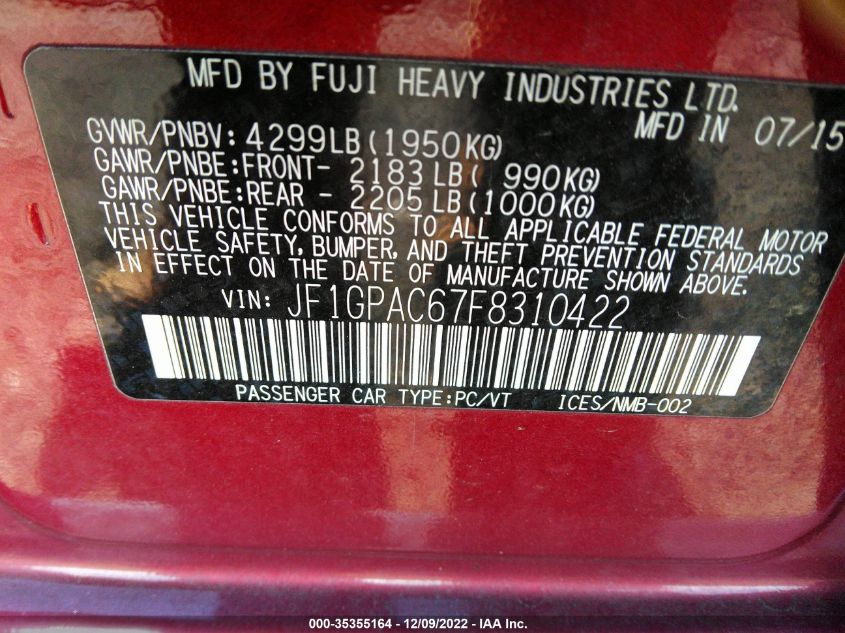 MFD BY FUJI HEAVY INDUSTRIES LTD.
MFD IN 07/15
GVWR/PNBV: 4299LB(1950KG)
GAWR/PNBE:FRONT- 2183LB( 990KG)
GAWR/PNBE:REAR - 2205LB(1000KG)
THIS VEHICLE CONFORMS TO ALL APPLICABLE FEDERAL MOTOR
VEHICLE SAFETY, BUMPER, AND THEFT PREVENTION STANDARDS
IN EFFECT ON THE DATE OF MANUFACTURE SHOWN ABOVE.
VIN: JF1GPAC67F8310422
PASSENGER CAR TYPE:PC/VT ICES/NMB-002
000-35355164 - 12/09/2022 - IAA Inc.